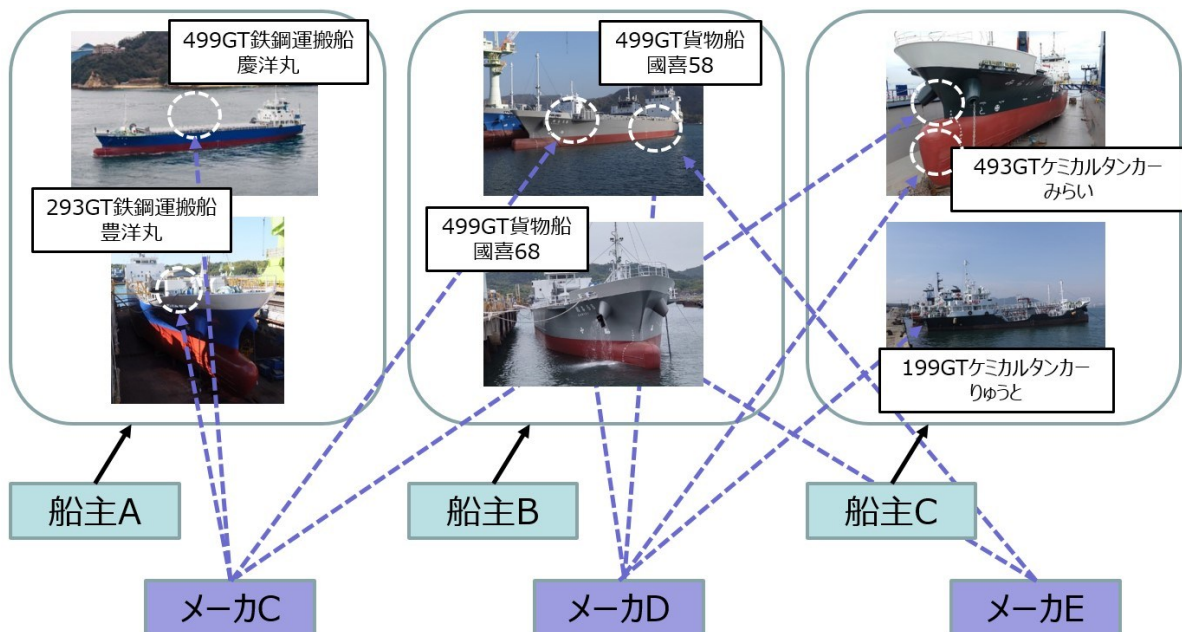 499GT鉄鋼運搬船
慶洋丸
499GT貨物船
國喜58
493GTケミカルタンカー
みらい
293GT鉄鋼運搬船
豊洋丸
499GT貨物船
國喜68
199GTケミカルタンカー
りゅうと
船主A
船主B
船主C
メーカC
メーカD
メーカE